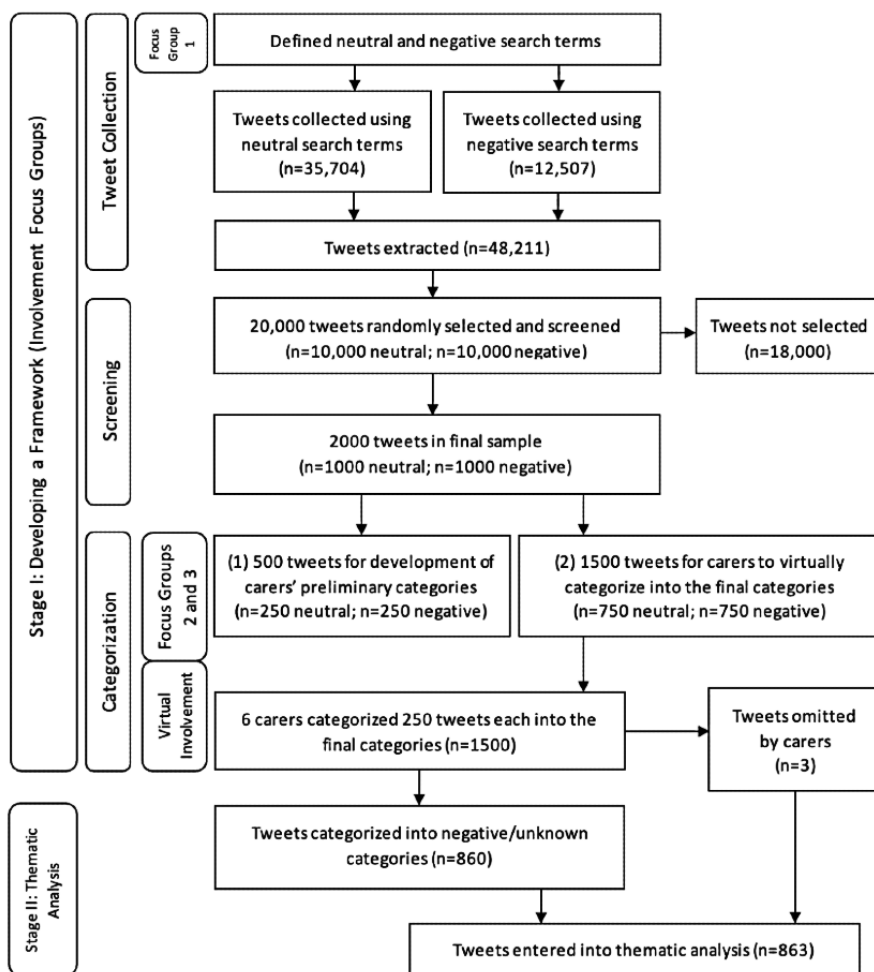 Stage I: Developing a Framework (Involvement Focus Groups)
Tweet Collection
Focus
Group
1
Defined neutral and negative search terms
Tweets collected using
neutral search terms
(n=35,704)
Tweets collected using
negative search terms
(n=12,507)
Tweets extracted (n=48,211)
Screening
20,000 tweets randomly selected and screened
(n=10,000 neutral; n=10,000 negative)
Tweets not selected
(n=18,000)
2000 tweets in final sample
(n=1000 neutral; n=1000 negative)
Categorization
Focus Groups
2 and 3
(1) 500 tweets for development of
carers' preliminary categories
(n=250 neutral; n=250 negative)
(2) 1500 tweets for carers to virtually
categorize into the final categories
(n=750 neutral; n=750 negative)
Virtual
Involvement
6 carers categorized 250 tweets each into the
final categories (n=1500)
Tweets omitted
by carers
(n=3)
Stage II: Thematic
Analysis
Tweets categorized into negative/unknown
categories (n=860)
Tweets entered into thematic analysis (n=863)